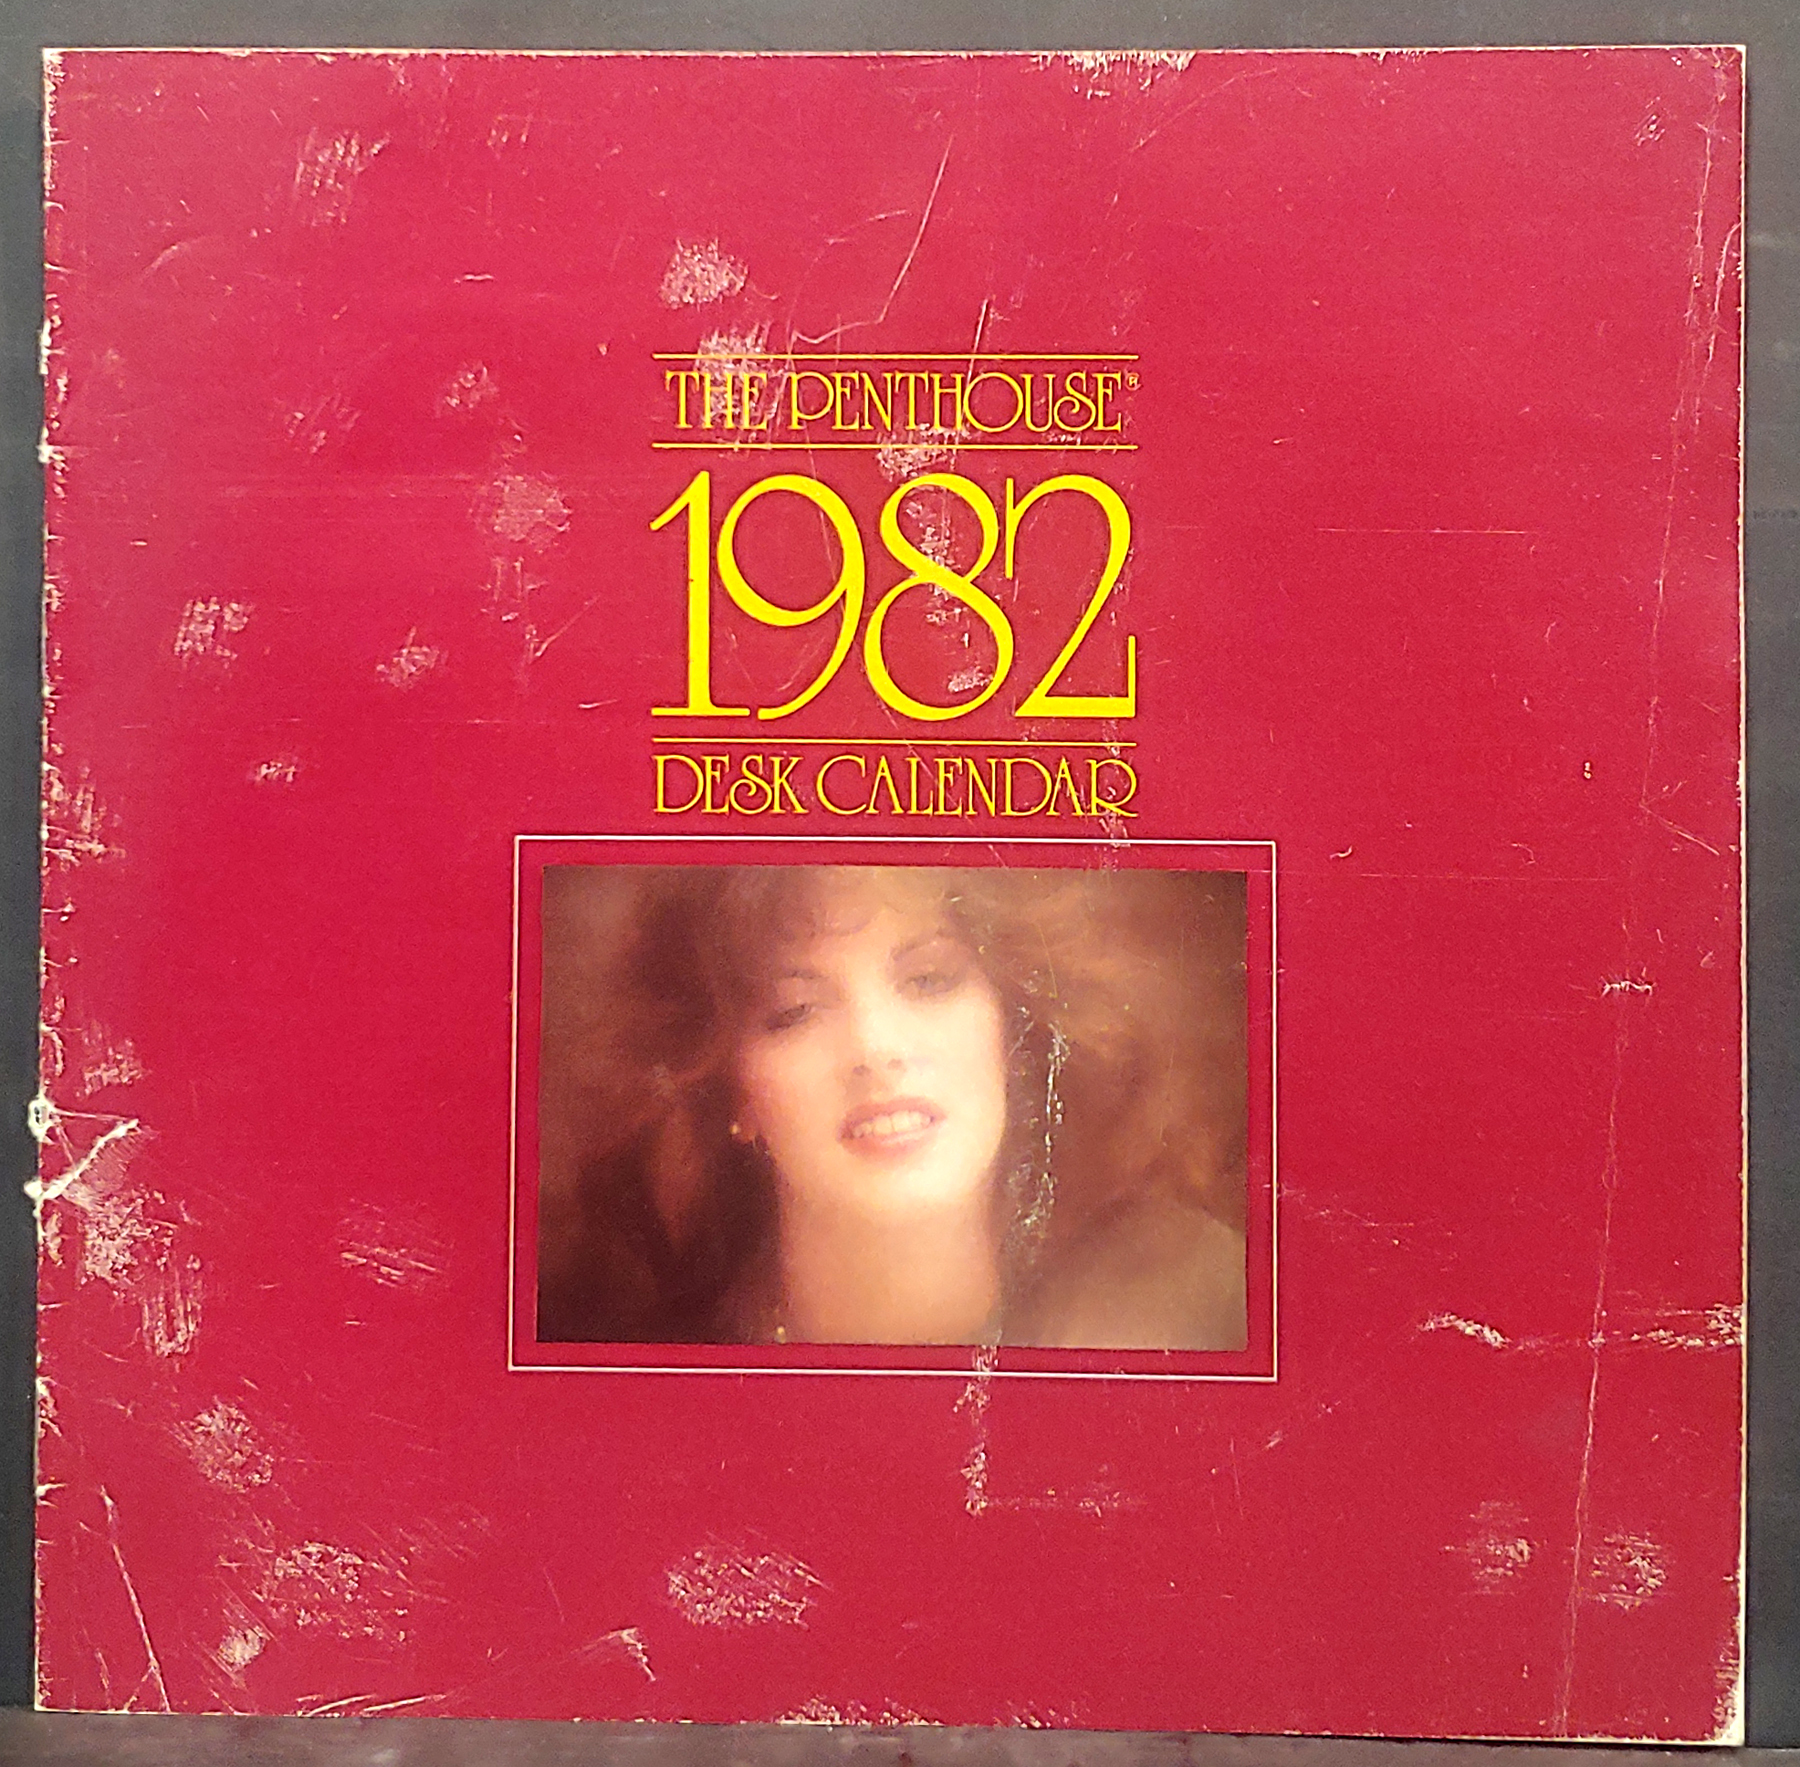 THE PENTHOUSE®
1982
DESK CALENDAR